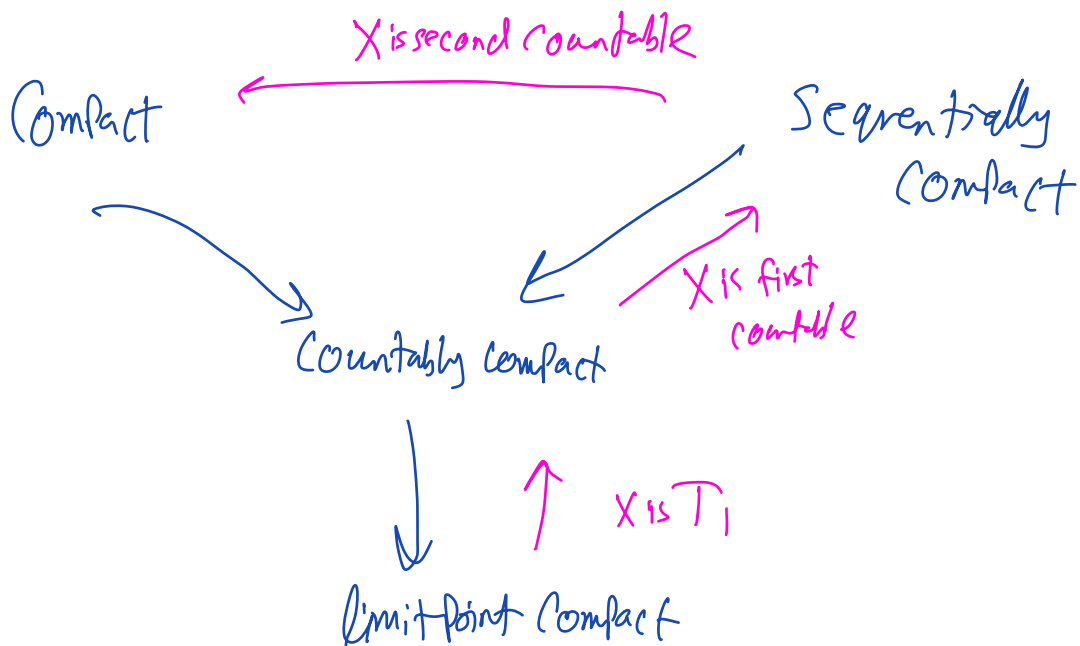 X is second countable
Compact
Sequentially
Compact
X is first
countable
Countably compact
X is T1
limit point compact